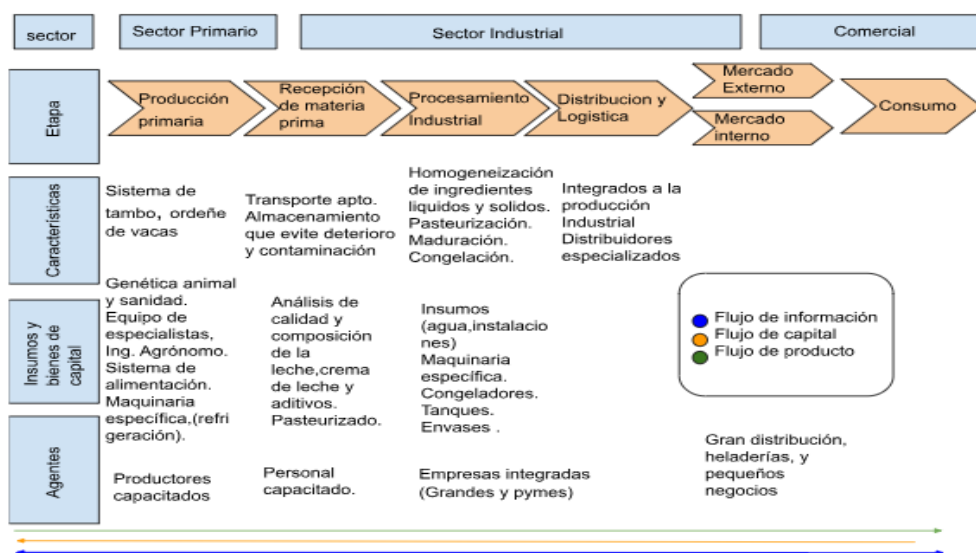 sector
Sector Primario
Sector Industrial
Comercial
Etapa
Producción
primaria
Recepción
de materia
prima
Procesamiento
Industrial
Distribucion y
Logistica
Mercado
Externo
Mercado
interno
Consumo
Características
Sistema de
tambo, ordeñe
de vacas
Transporte apto.
Almacenamiento
que evite deterioro
y contaminación
Homogeneización
de ingredientes
liquidos y solidos.
Pasteurización.
Maduración.
Congelación.
Integrados a la
producción
Industrial
Distribuidores
especializados
Insumos y
bienes de
capital
Genética animal
y sanidad.
Equipo de
especialistas,
Ing. Agrónomo.
Sistema de
alimentación.
Maquinaria
específica,(refri
geración).
Análisis de
calidad y
composición
de la
leche,crema
de leche y
aditivos.
Pasteurizado.
Insumos
(agua,instalacio
nes)
Maquinaria
específica.
Congeladores.
Tanques.
Envases .
Flujo de información
Flujo de capital
Flujo de producto
Agentes
Productores
capacitados
Personal
capacitado.
Empresas integradas
(Grandes y pymes)
Gran distribución,
heladerías, y
pequeños
negocios